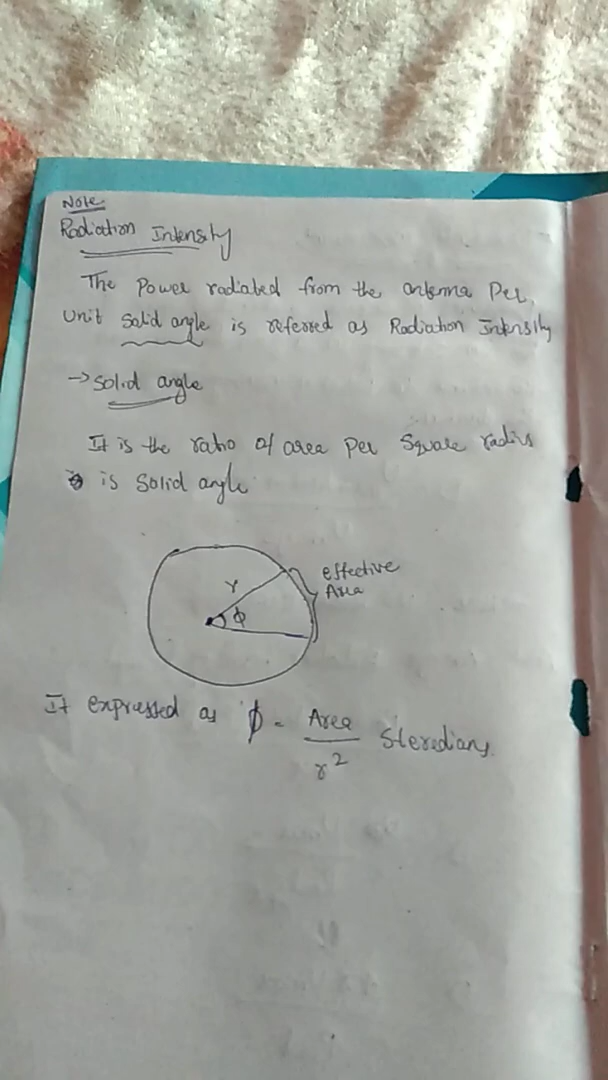 Note
Radiation Intensity
The Power radiated from the antenna Per
Unit Solid angle is referred as Radiation Intensity
→ Solid angle
It is the ratio of area Per Square radius
is Solid angle
effective
Area
r
ϕ
It expressed as ϕ = Area / r² Steredians.